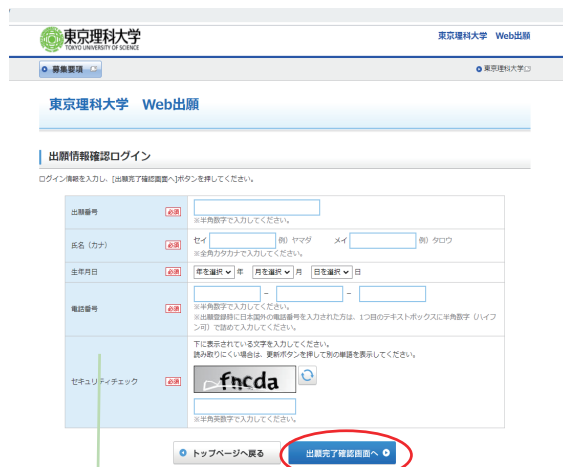 東京理科大学
TOKYO UNIVERSITY OF SCIENCE
東京理科大学 Web出願
募集要項
東京理科大学
東京理科大学 Web出願
出願情報確認ログイン
ログイン情報を入力し、[出願完了確認画面へ]ボタンを押してください。
出願番号 必須
※半角数字で入力してください。
氏名（カナ） 必須 セイ 例）ヤマダ メイ 例）タロウ
※全角カタカナで入力してください。
生年月日 必須 年を選択 年 月を選択 月 日を選択 日
電話番号 必須 － －
※半角数字で入力してください。
※出願登録時に日本国外の電話番号を入力された方は、1つ目のテキストボックスに半角数字（ハイフ
ン可）で詰めて入力してください。
下に表示されている文字を入力してください。
読み取りにくい場合は、更新ボタンを押して別の単語を表示してください。
セキュリティチェック 必須
fhcda
※半角英数字で入力してください。
トップページへ戻る 出願完了確認画面へ